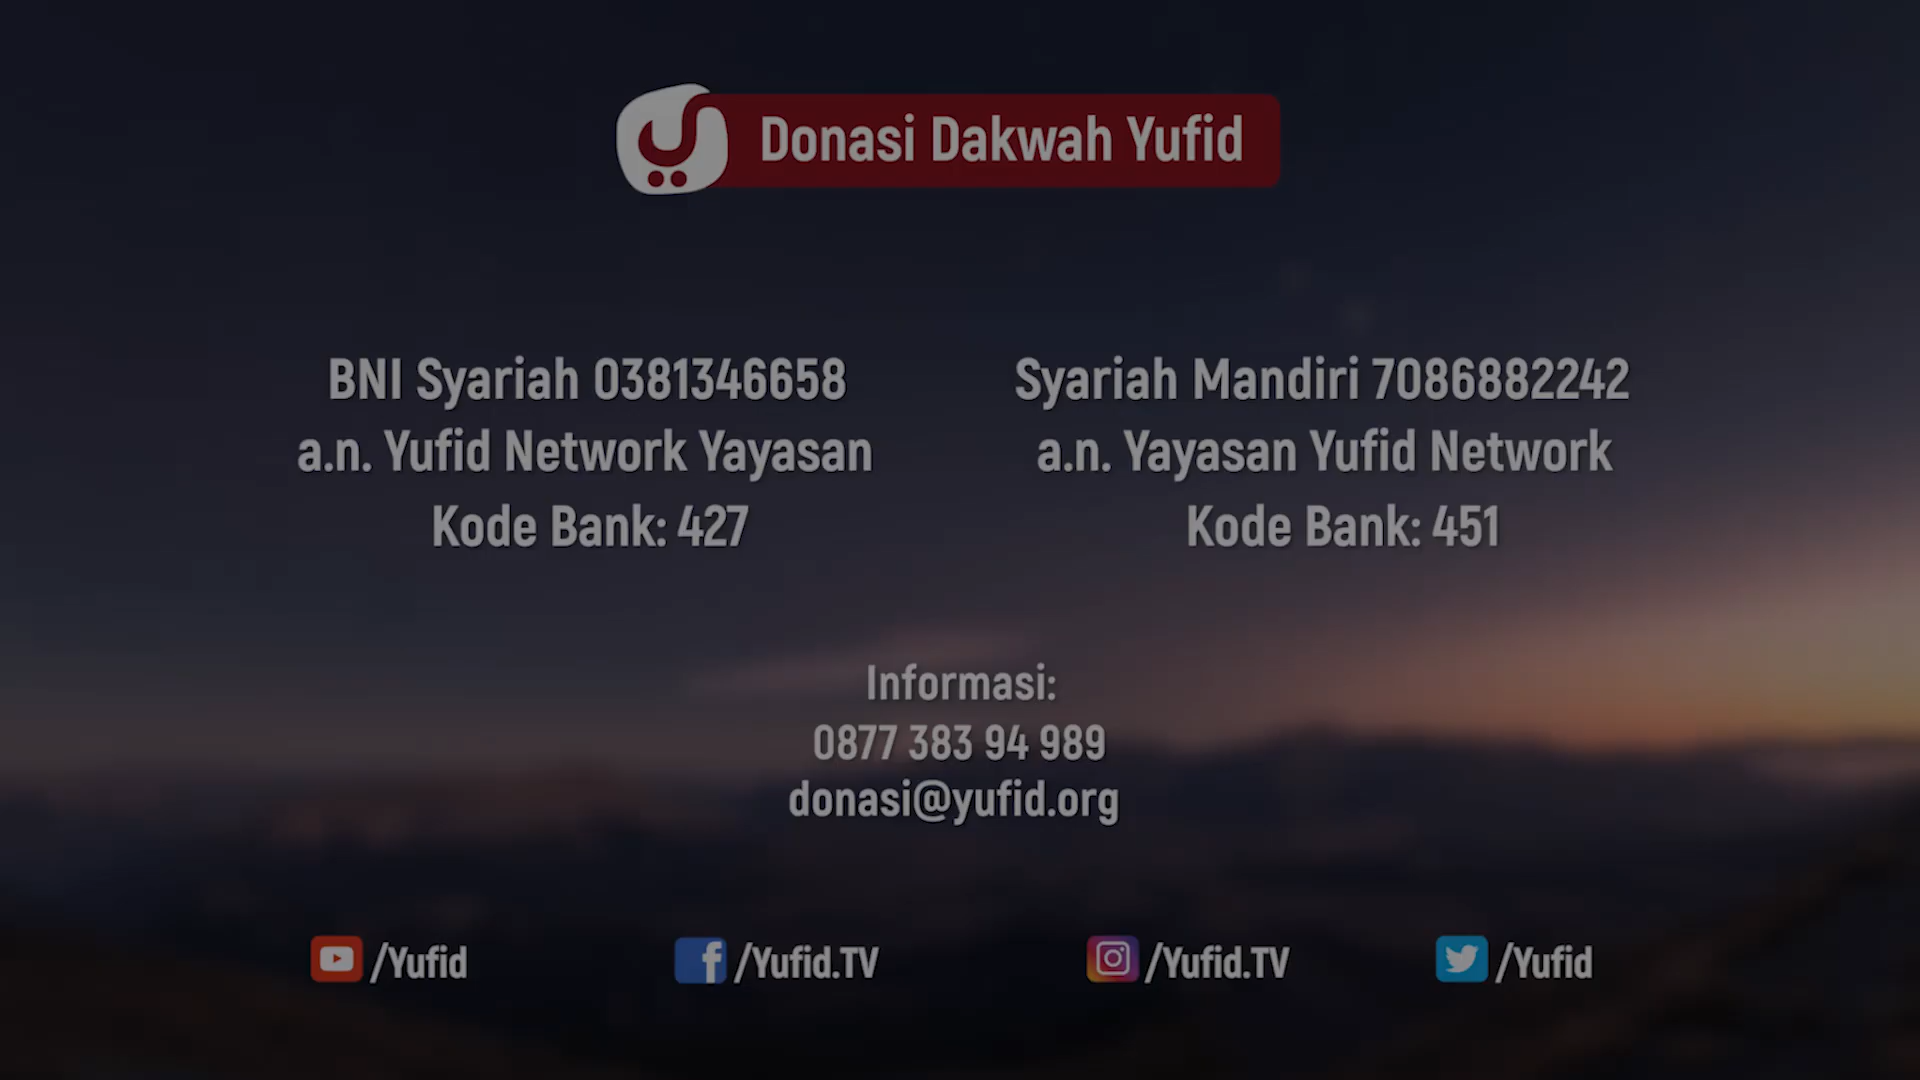 Donasi Dakwah Yufid
BNI Syariah 0381346658
a.n. Yufid Network Yayasan
Kode Bank: 427
Syariah Mandiri 7086882242
a.n. Yayasan Yufid Network
Kode Bank: 451
Informasi:
0877 383 94 989
donasi@yufid.org
/Yufid
/Yufid.TV
/Yufid.TV
/Yufid